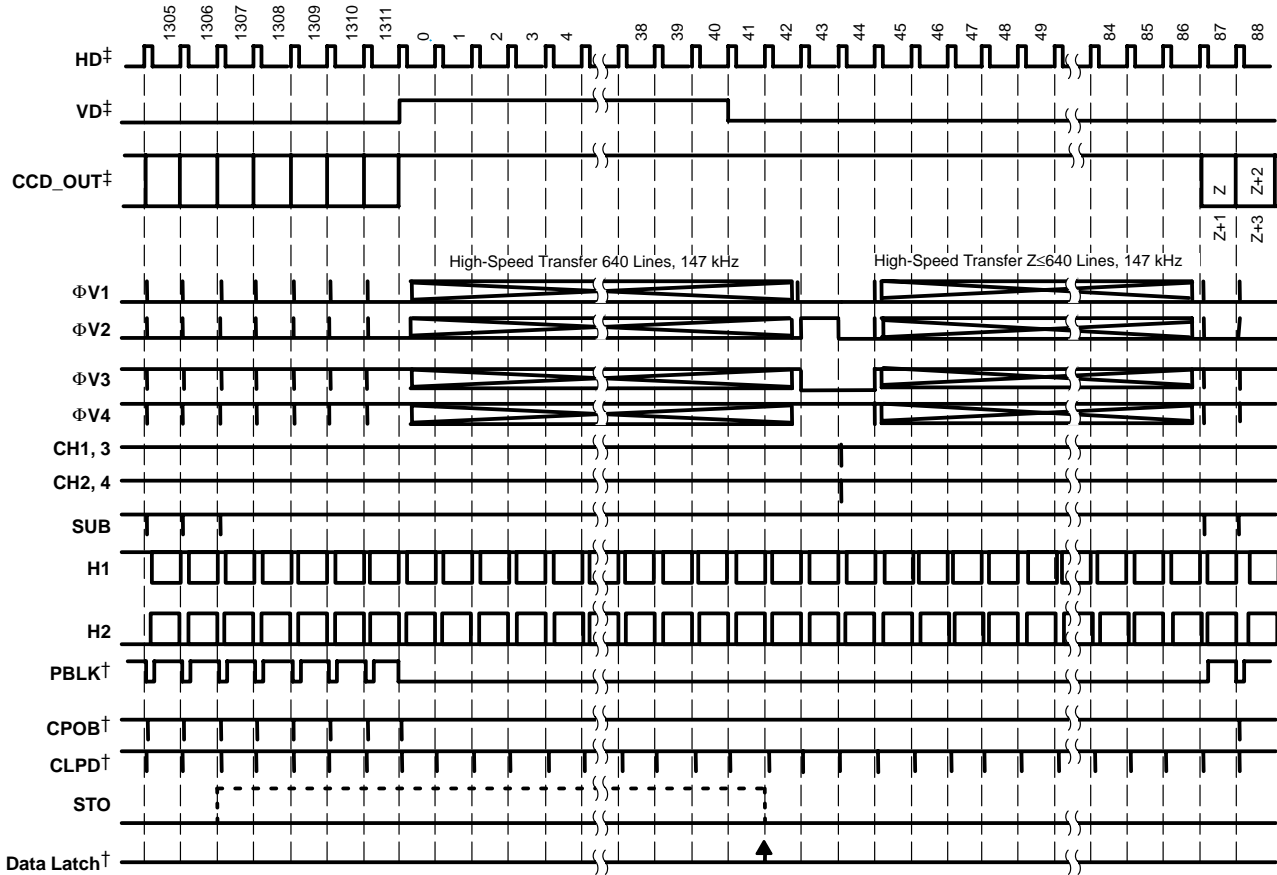 1305 1306 1307 1308 1309 1310 1311 0 1 2 3 4 38 39 40 41 42 43 44 45 46 47 48 49 84 85 86 87 88
HD‡
VD‡
CCD_OUT‡
Z Z+2
Z+1 Z+3
High-Speed Transfer 640 Lines, 147 kHz High-Speed Transfer Z≤640 Lines, 147 kHz
ΦV1
ΦV2
ΦV3
ΦV4
CH1, 3
CH2, 4
SUB
H1
H2
PBLK†
CPOB†
CLPD†
STO
Data Latch†